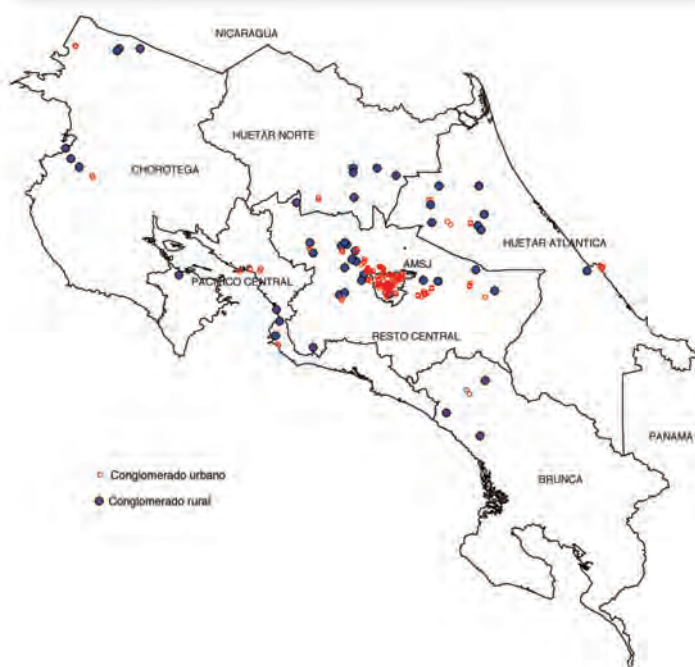 NICARAGUA
HUETAR NORTE
CHOROTEGA
HUETAR ATLANTICA
AMSJ
PACIFICO CENTRAL
RESTO CENTRAL
PANAMA
BRUNCA
Conglomerado urbano
Conglomerado rural